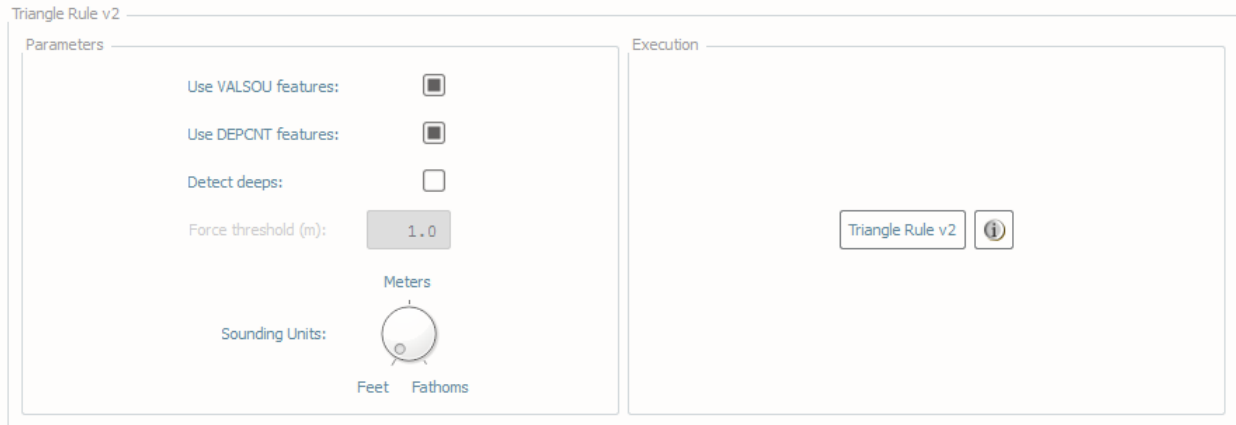 Triangle Rule v2
Parameters
Use VALSOU features:
Use DEPCNT features:
Detect deeps:
Force threshold (m): 1.0
Meters
Sounding Units:
Feet Fathoms
Execution
Triangle Rule v2